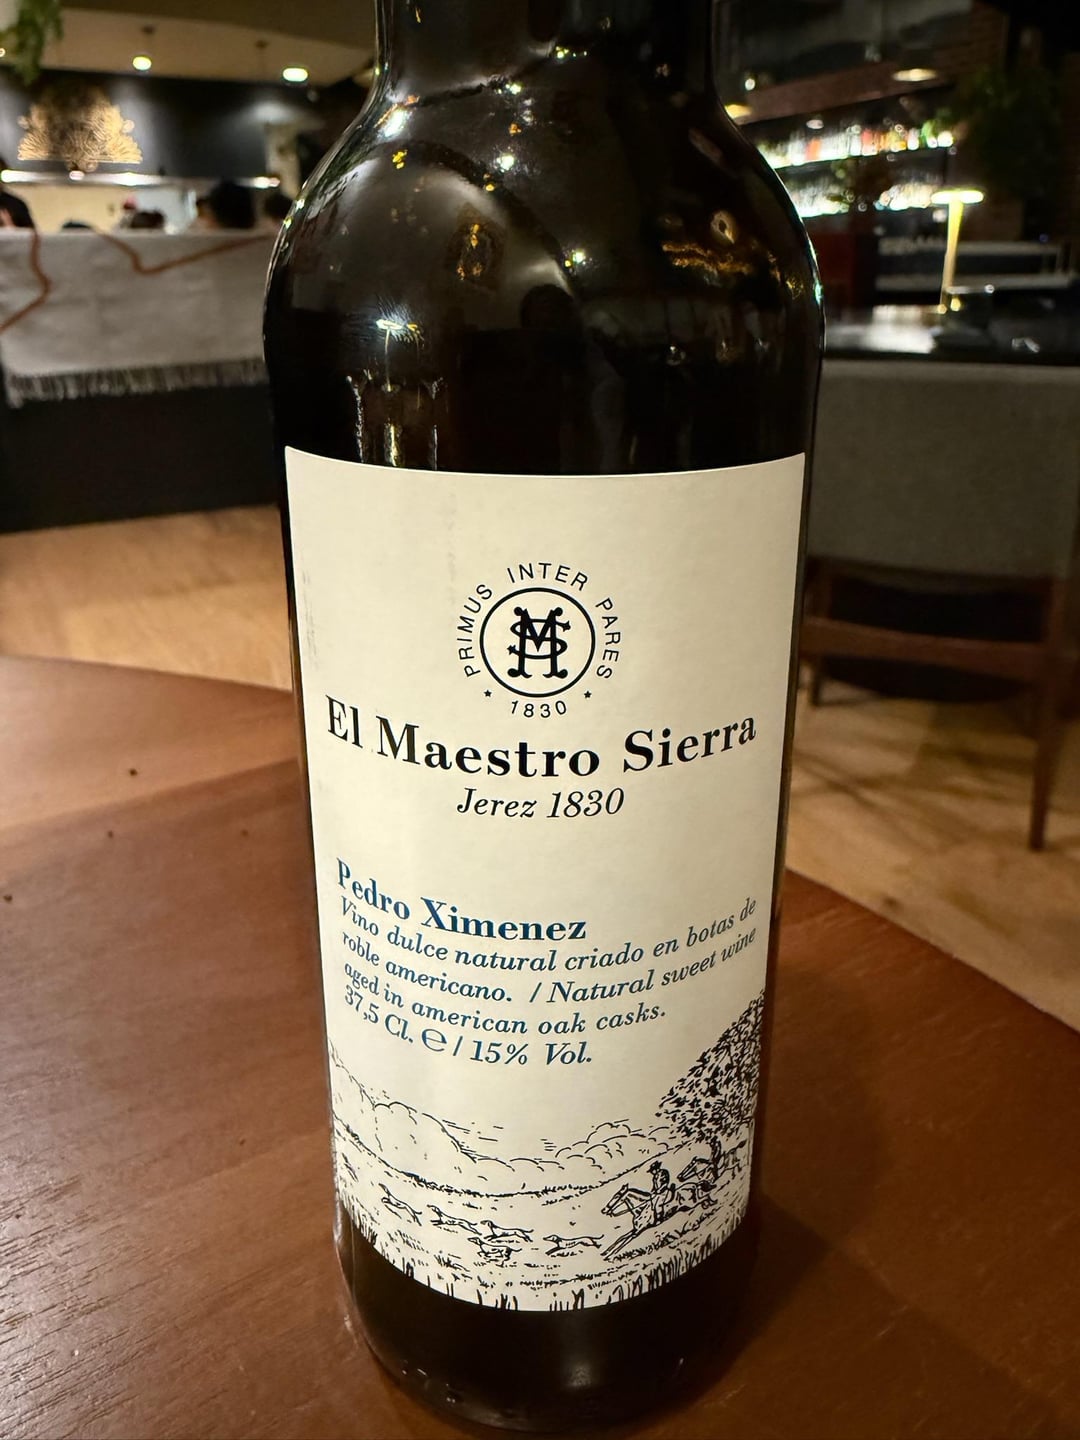 PRIMUS INTER PARES
MS
★ 1830 ★
El Maestro Sierra
Jerez 1830
Pedro Ximenez
Vino dulce natural criado en botas de
roble americano. / Natural sweet wine
aged in american oak casks.
37,5 Cl. ℮ / 15% Vol.